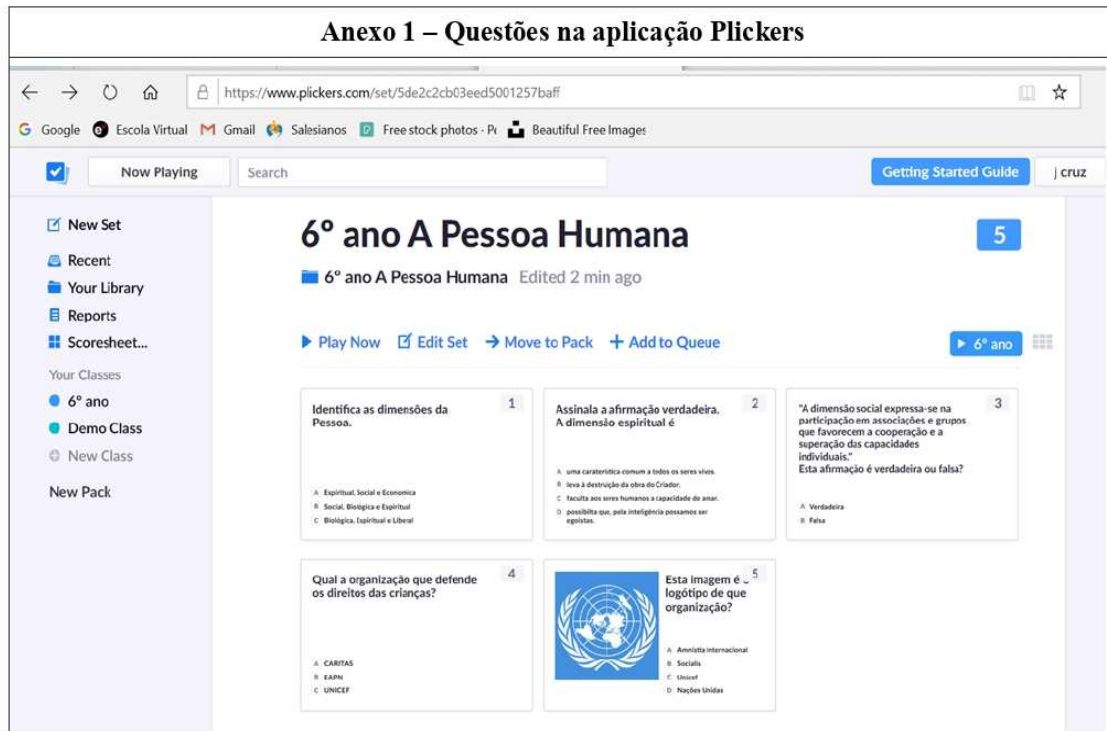 Anexo 1 – Questões na aplicação Plickers
https://www.plickers.com/set/5de2c2cb03eed5001257baff
Google Escola Virtual Gmail Salesianos Free stock photos · Pe Beautiful Free Images
Now Playing Search Getting Started Guide J cruz
New Set
Recent
Your Library
Reports
Scoresheet...
Your Classes
6º ano
Demo Class
New Class
New Pack
6º ano A Pessoa Humana 5
6º ano A Pessoa Humana Edited 2 min ago
Play Now Edit Set Move to Pack Add to Queue 6º ano
1
Identifica as dimensões da
Pessoa.
A Espiritual, Social e Economica
B Social, Biológica e Espiritual
C Biológica, Espiritual e Liberal
2
Assinala a afirmação verdadeira.
A dimensão espiritual é
A uma caraterística comum a todos os seres vivos.
B leva à destruição da obra do Criador.
C faculta aos seres humanos a capacidade de amar.
D possibilta que, pela inteligência possamos ser
egoístas.
3
"A dimensão social expressa-se na
participação em associações e grupos
que favorecem a cooperação e a
superação das capacidades
individuais."
Esta afirmação é verdadeira ou falsa?
A Verdadeira
B Falsa
4
Qual a organização que defende
os direitos das crianças?
A CARITAS
B EAPN
C UNICEF
5
Esta imagem é
logótipo de que
organização?
A Amnistia Internacional
B Socialis
C Unicef
D Nações Unidas